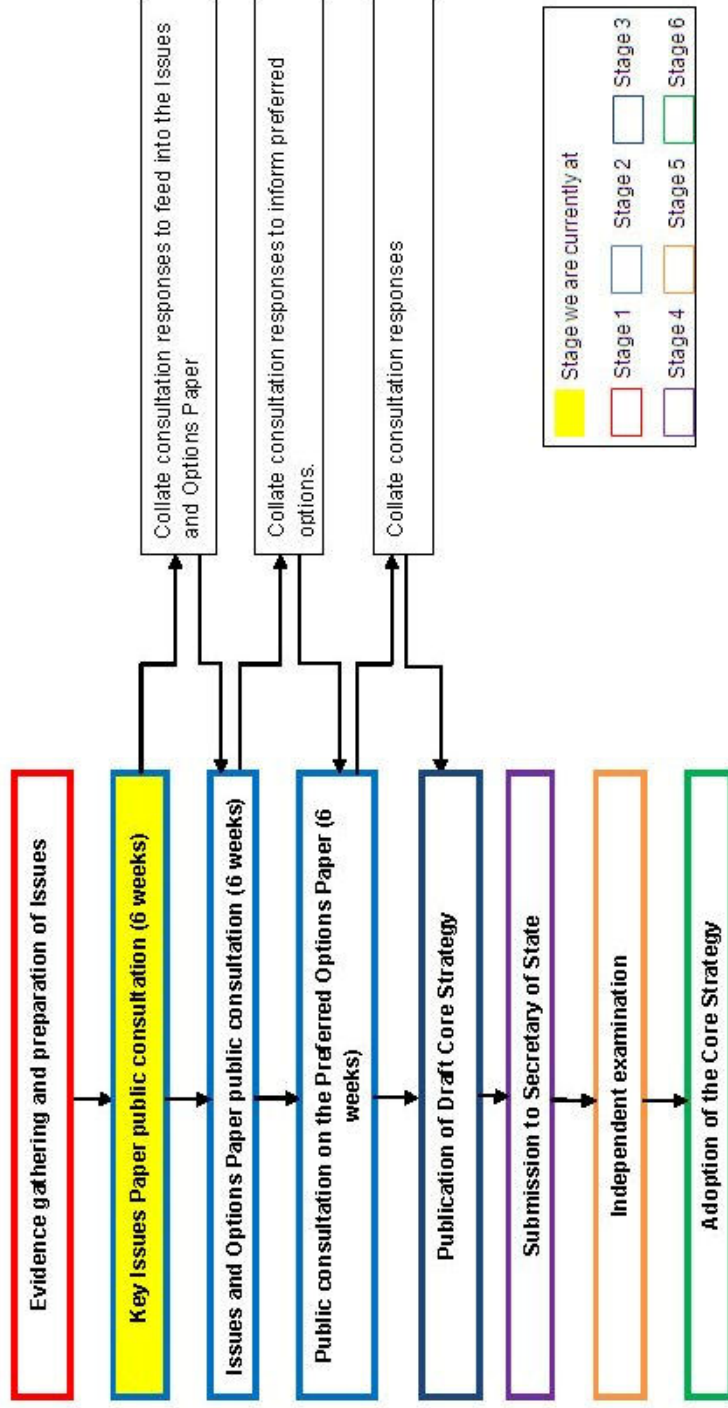 Evidence gathering and preparation of Issues
Key Issues Paper public consultation (6 weeks)
Issues and Options Paper public consultation (6 weeks)
Public consultation on the Preferred Options Paper (6
weeks)
Publication of Draft Core Strategy
Submission to Secretary of State
Independent examination
Adoption of the Core Strategy
Collate consultation responses to feed into the Issues
and Options Paper
Collate consultation responses to inform preferred
options.
Collate consultation responses
Stage we are currently at
Stage 1 Stage 2 Stage 3
Stage 4 Stage 5 Stage 6